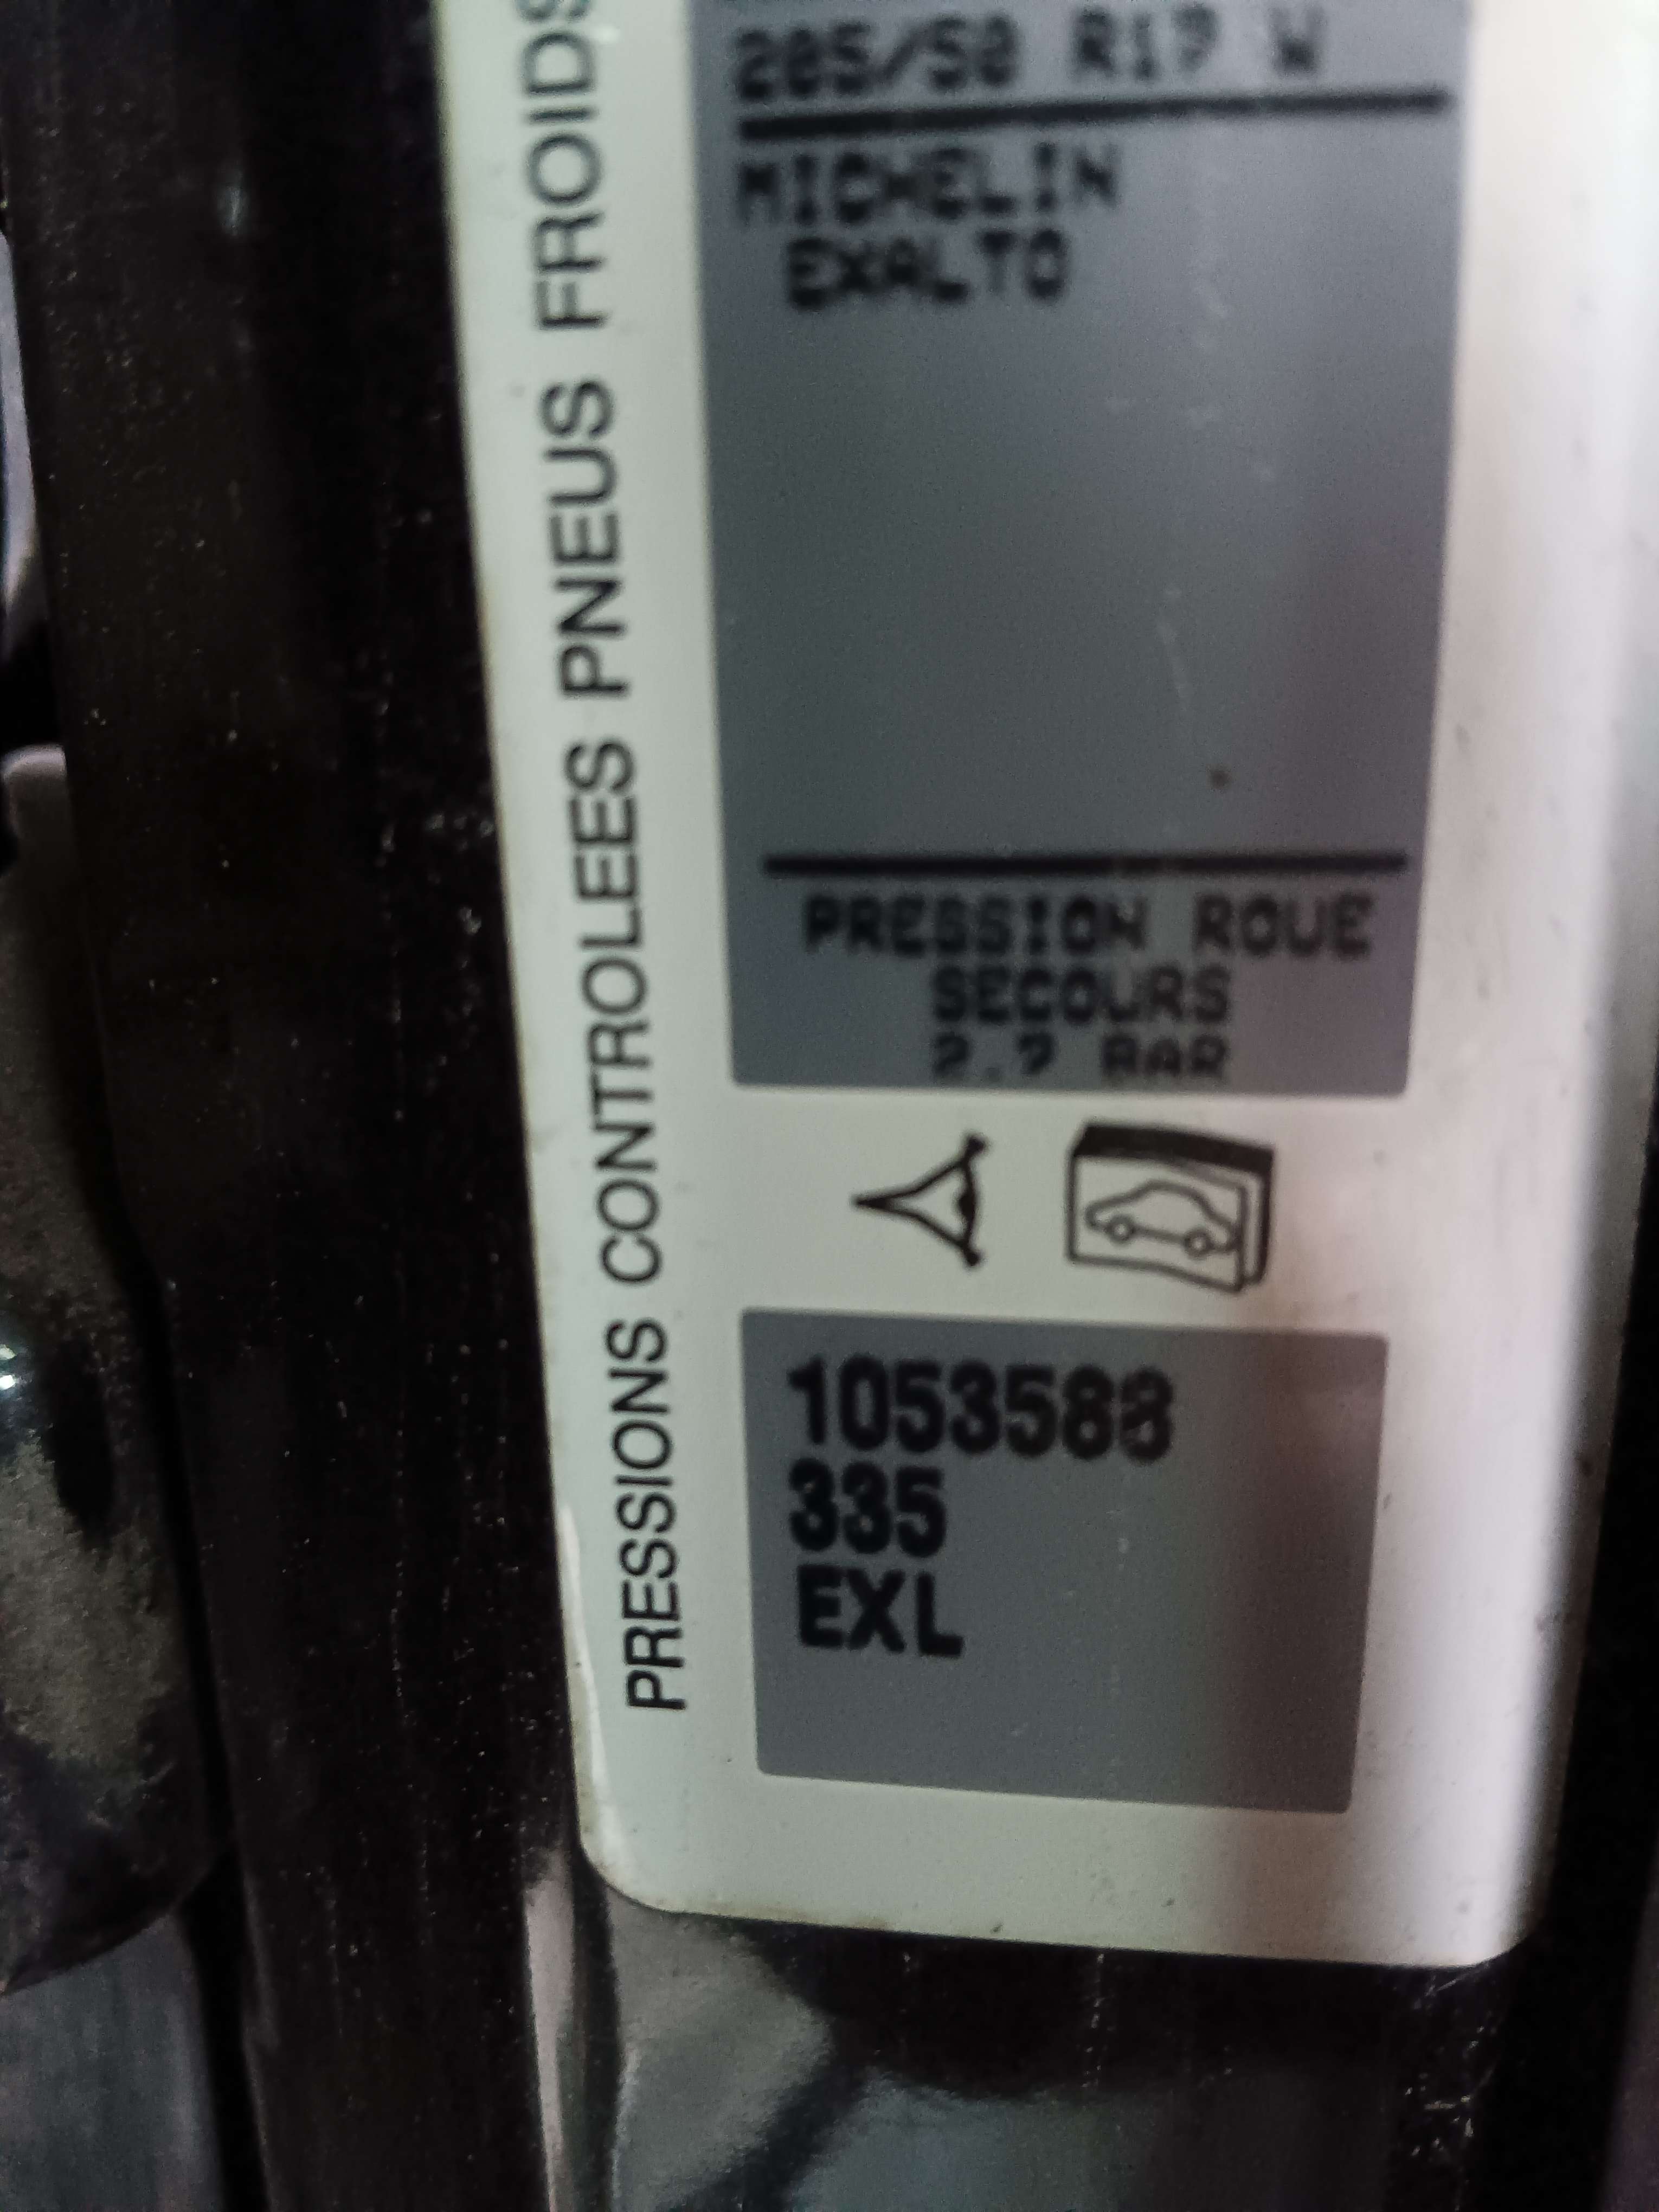 205/50 R17 W
MICHELIN
EXALTO
PRESSION ROUE
SECOURS
2.7 BAR
1053588
335
EXL
PRESSIONS CONTROLEES PNEUS FROIDS